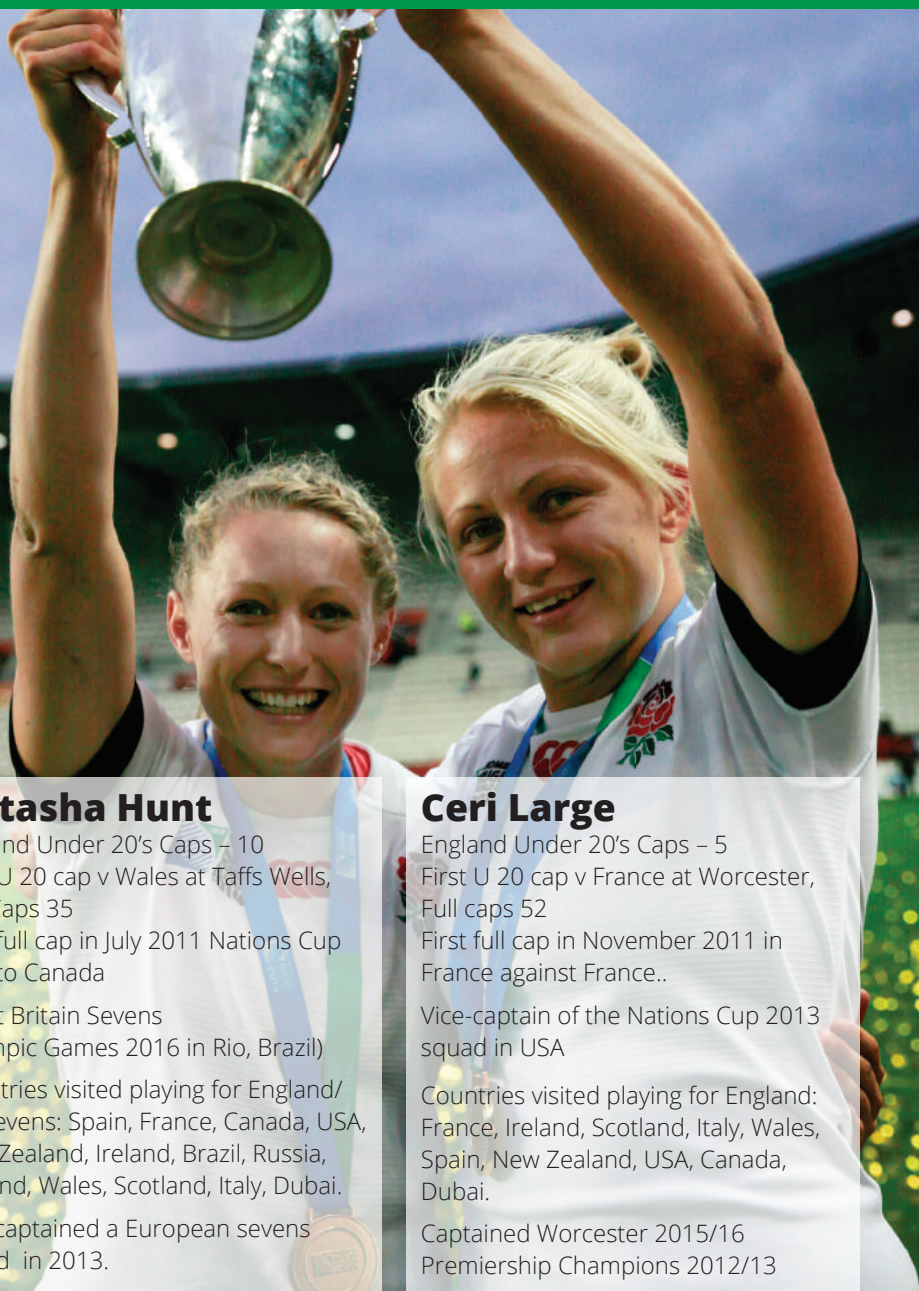 tasha Hunt
nd Under 20's Caps – 10
U 20 cap v Wales at Taffs Wells,
aps 35
full cap in July 2011 Nations Cup
to Canada
t Britain Sevens
pic Games 2016 in Rio, Brazil)
tries visited playing for England/
evens: Spain, France, Canada, USA,
Zealand, Ireland, Brazil, Russia,
nd, Wales, Scotland, Italy, Dubai.
captained a European sevens
d in 2013.
Ceri Large
England Under 20's Caps – 5
First U 20 cap v France at Worcester,
Full caps 52
First full cap in November 2011 in
France against France..
Vice-captain of the Nations Cup 2013
squad in USA
Countries visited playing for England:
France, Ireland, Scotland, Italy, Wales,
Spain, New Zealand, USA, Canada,
Dubai.
Captained Worcester 2015/16
Premiership Champions 2012/13